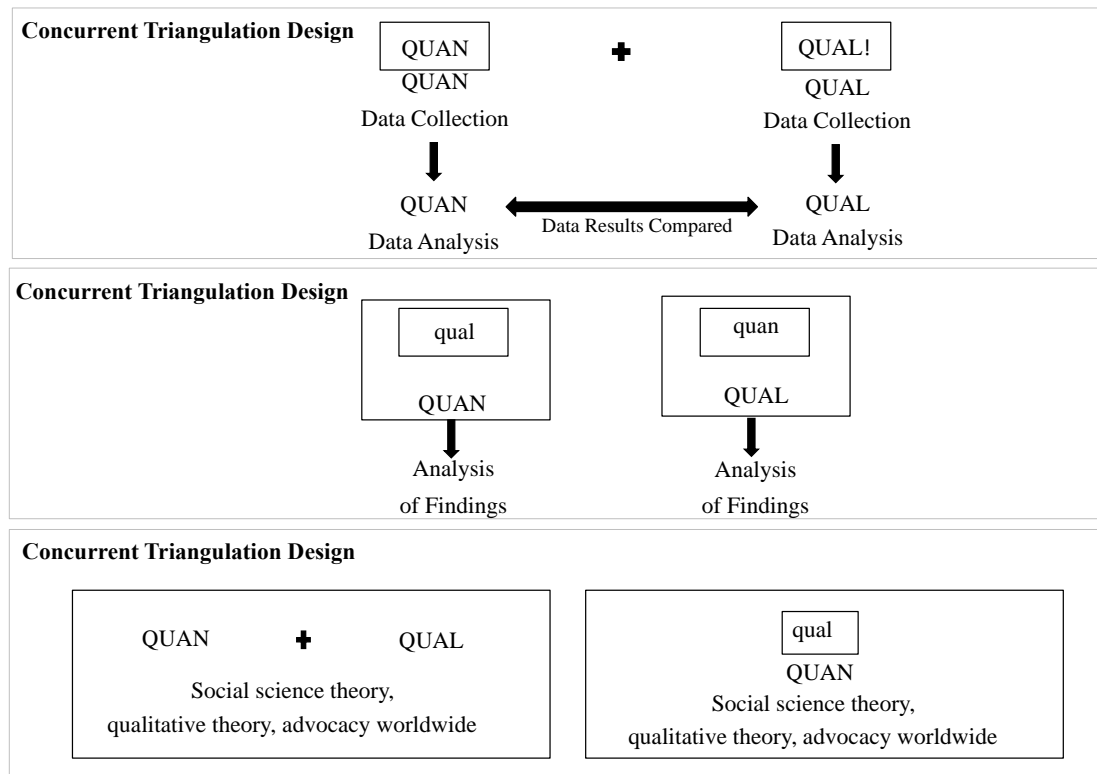 Concurrent Triangulation Design
QUAN
QUAL!
QUAN
Data Collection
QUAL
Data Collection
QUAN
Data Analysis
Data Results Compared
QUAL
Data Analysis
Concurrent Triangulation Design
qual
QUAN
Analysis
of Findings
quan
QUAL
Analysis
of Findings
Concurrent Triangulation Design
QUAN
QUAL
Social science theory,
qualitative theory, advocacy worldwide
qual
QUAN
Social science theory,
qualitative theory, advocacy worldwide